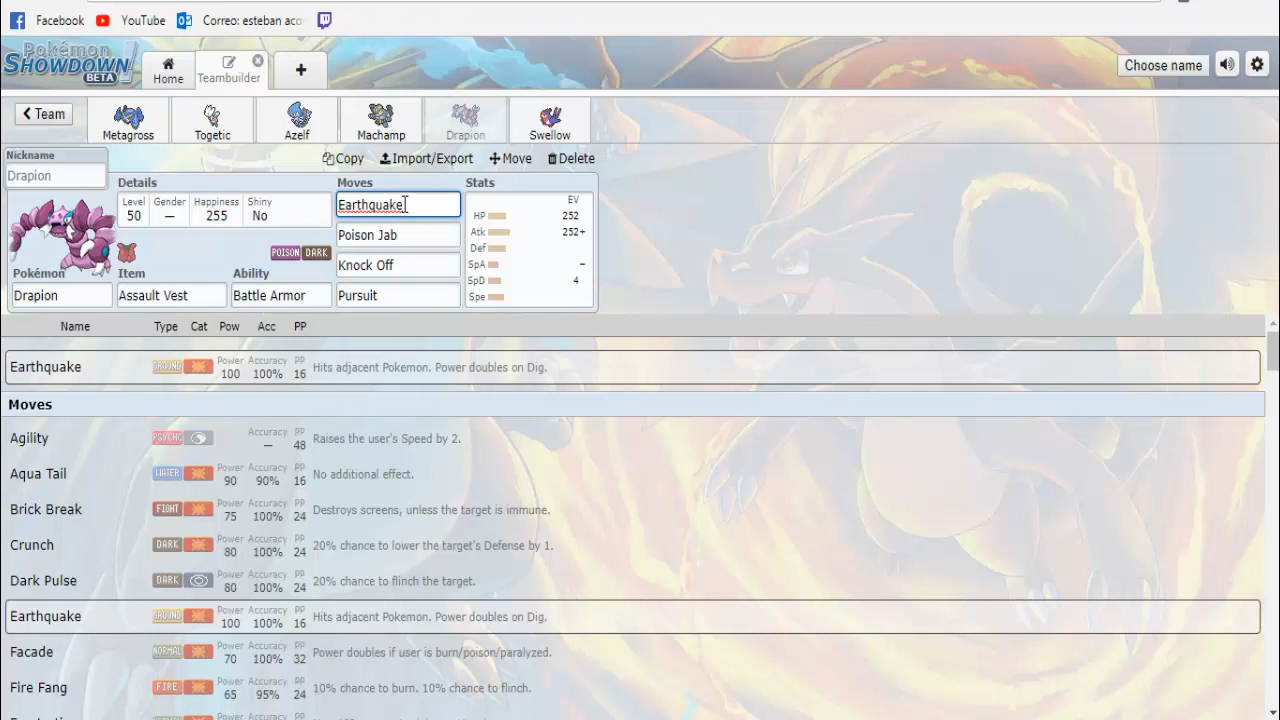 Facebook YouTube Correo: esteban aco
Pokémon
SHOWDOWN
BETA
Home Teambuilder + Choose name
Team Metagross Togetic Azelf Machamp Drapion Swellow
Nickname
Drapion
Copy Import/Export Move Delete
Details Moves Stats
Level Gender Happiness Shiny
50 — 255 No
POISON DARK
Pokémon Item Ability
Drapion Assault Vest Battle Armor
Earthquake
Poison Jab
Knock Off
Pursuit
EV
HP 252
Atk 252+
Def
SpA –
SpD 4
Spe
Name Type Cat Pow Acc PP
Earthquake GROUND Power 100 Accuracy 100% PP 16 Hits adjacent Pokemon. Power doubles on Dig.
Moves
Agility PSYCHC Accuracy — PP 48 Raises the user's Speed by 2.
Aqua Tail WATER Power 90 Accuracy 90% PP 16 No additional effect.
Brick Break FIGHT Power 75 Accuracy 100% PP 24 Destroys screens, unless the target is immune.
Crunch DARK Power 80 Accuracy 100% PP 24 20% chance to lower the target's Defense by 1.
Dark Pulse DARK Power 80 Accuracy 100% PP 24 20% chance to flinch the target.
Earthquake GROUND Power 100 Accuracy 100% PP 16 Hits adjacent Pokemon. Power doubles on Dig.
Facade NORMAL Power 70 Accuracy 100% PP 32 Power doubles if user is burn/poison/paralyzed.
Fire Fang FIRE Power 65 Accuracy 95% PP 24 10% chance to burn. 10% chance to flinch.